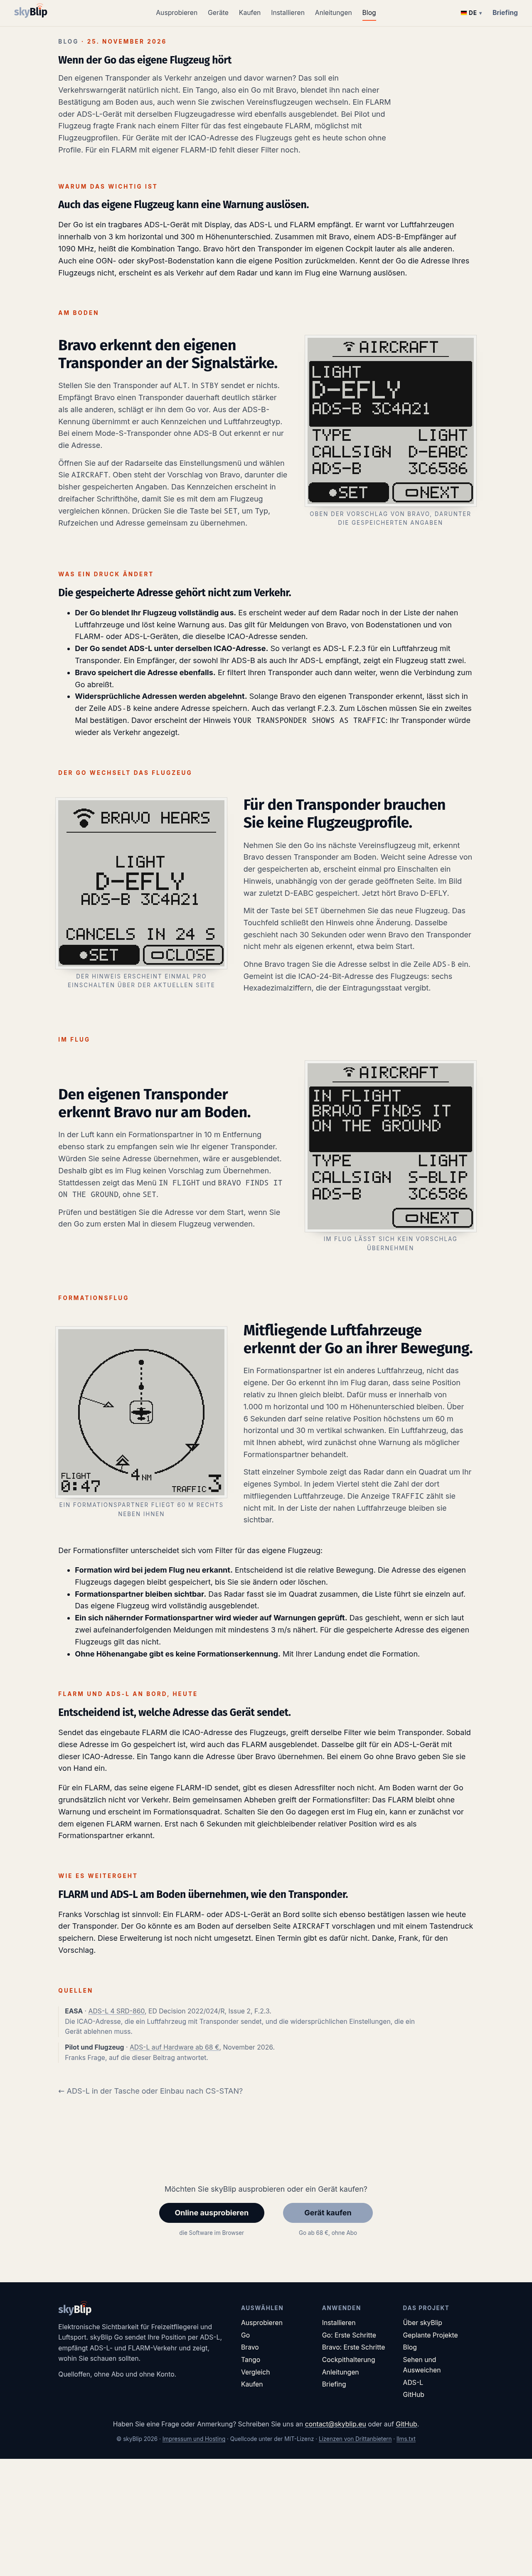 skyBlip
Ausprobieren Geräte Kaufen Installieren Anleitungen Blog
DE ▾ Briefing
BLOG · 25. NOVEMBER 2026
Wenn der Go das eigene Flugzeug hört
Den eigenen Transponder als Verkehr anzeigen und davor warnen? Das soll ein
Verkehrswarngerät natürlich nicht. Ein Tango, also ein Go mit Bravo, blendet ihn nach einer
Bestätigung am Boden aus, auch wenn Sie zwischen Vereinsflugzeugen wechseln. Ein FLARM
oder ADS-L-Gerät mit derselben Flugzeugadresse wird ebenfalls ausgeblendet. Bei Pilot und
Flugzeug fragte Frank nach einem Filter für das fest eingebaute FLARM, möglichst mit
Flugzeugprofilen. Für Geräte mit der ICAO-Adresse des Flugzeugs geht es heute schon ohne
Profile. Für ein FLARM mit eigener FLARM-ID fehlt dieser Filter noch.
WARUM DAS WICHTIG IST
Auch das eigene Flugzeug kann eine Warnung auslösen.
Der Go ist ein tragbares ADS-L-Gerät mit Display, das ADS-L und FLARM empfängt. Er warnt vor Luftfahrzeugen
innerhalb von 3 km horizontal und 300 m Höhenunterschied. Zusammen mit Bravo, einem ADS-B-Empfänger auf
1090 MHz, heißt die Kombination Tango. Bravo hört den Transponder im eigenen Cockpit lauter als alle anderen.
Auch eine OGN- oder skyPost-Bodenstation kann die eigene Position zurückmelden. Kennt der Go die Adresse Ihres
Flugzeugs nicht, erscheint es als Verkehr auf dem Radar und kann im Flug eine Warnung auslösen.
AM BODEN
Bravo erkennt den eigenen
Transponder an der Signalstärke.
Stellen Sie den Transponder auf ALT. In STBY sendet er nichts.
Empfängt Bravo einen Transponder dauerhaft deutlich stärker
als alle anderen, schlägt er ihn dem Go vor. Aus der ADS-B-
Kennung übernimmt er auch Kennzeichen und Luftfahrzeugtyp.
Bei einem Mode-S-Transponder ohne ADS-B Out erkennt er nur
die Adresse.
Öffnen Sie auf der Radarseite das Einstellungsmenü und wählen
Sie AIRCRAFT. Oben steht der Vorschlag von Bravo, darunter die
bisher gespeicherten Angaben. Das Kennzeichen erscheint in
dreifacher Schrifthöhe, damit Sie es mit dem am Flugzeug
vergleichen können. Drücken Sie die Taste bei SET, um Typ,
Rufzeichen und Adresse gemeinsam zu übernehmen.
AIRCRAFT
LIGHT
D-EFLY
ADS-B 3C4A21
TYPE LIGHT
CALLSIGN D-EABC
ADS-B 3C6586
SET NEXT
OBEN DER VORSCHLAG VON BRAVO, DARUNTER
DIE GESPEICHERTEN ANGABEN
WAS EIN DRUCK ÄNDERT
Die gespeicherte Adresse gehört nicht zum Verkehr.
• Der Go blendet Ihr Flugzeug vollständig aus. Es erscheint weder auf dem Radar noch in der Liste der nahen
Luftfahrzeuge und löst keine Warnung aus. Das gilt für Meldungen von Bravo, von Bodenstationen und von
FLARM- oder ADS-L-Geräten, die dieselbe ICAO-Adresse senden.
• Der Go sendet ADS-L unter derselben ICAO-Adresse. So verlangt es ADS-L F.2.3 für ein Luftfahrzeug mit
Transponder. Ein Empfänger, der sowohl Ihr ADS-B als auch Ihr ADS-L empfängt, zeigt ein Flugzeug statt zwei.
• Bravo speichert die Adresse ebenfalls. Er filtert Ihren Transponder auch dann weiter, wenn die Verbindung zum
Go abreißt.
• Widersprüchliche Adressen werden abgelehnt. Solange Bravo den eigenen Transponder erkennt, lässt sich in
der Zeile ADS-B keine andere Adresse speichern. Auch das verlangt F.2.3. Zum Löschen müssen Sie ein zweites
Mal bestätigen. Davor erscheint der Hinweis YOUR TRANSPONDER SHOWS AS TRAFFIC: Ihr Transponder würde
wieder als Verkehr angezeigt.
DER GO WECHSELT DAS FLUGZEUG
BRAVO HEARS
LIGHT
D-EFLY
ADS-B 3C4A21
CANCELS IN 24 S
SET CLOSE
DER HINWEIS ERSCHEINT EINMAL PRO
EINSCHALTEN ÜBER DER AKTUELLEN SEITE
Für den Transponder brauchen
Sie keine Flugzeugprofile.
Nehmen Sie den Go ins nächste Vereinsflugzeug mit, erkennt
Bravo dessen Transponder am Boden. Weicht seine Adresse von
der gespeicherten ab, erscheint einmal pro Einschalten ein
Hinweis, unabhängig von der gerade geöffneten Seite. Im Bild
war zuletzt D-EABC gespeichert. Jetzt hört Bravo D-EFLY.
Mit der Taste bei SET übernehmen Sie das neue Flugzeug. Das
Touchfeld schließt den Hinweis ohne Änderung. Dasselbe
geschieht nach 30 Sekunden oder wenn Bravo den Transponder
nicht mehr als eigenen erkennt, etwa beim Start.
Ohne Bravo tragen Sie die Adresse selbst in die Zeile ADS-B ein.
Gemeint ist die ICAO-24-Bit-Adresse des Flugzeugs: sechs
Hexadezimalziffern, die der Eintragungsstaat vergibt.
IM FLUG
Den eigenen Transponder
erkennt Bravo nur am Boden.
In der Luft kann ein Formationspartner in 10 m Entfernung
ebenso stark zu empfangen sein wie Ihr eigener Transponder.
Würden Sie seine Adresse übernehmen, wäre er ausgeblendet.
Deshalb gibt es im Flug keinen Vorschlag zum Übernehmen.
Stattdessen zeigt das Menü IN FLIGHT und BRAVO FINDS IT
ON THE GROUND, ohne SET.
Prüfen und bestätigen Sie die Adresse vor dem Start, wenn Sie
den Go zum ersten Mal in diesem Flugzeug verwenden.
AIRCRAFT
IN FLIGHT
BRAVO FINDS IT
ON THE GROUND
TYPE LIGHT
CALLSIGN S-BLIP
ADS-B 3C6586
NEXT
IM FLUG LÄSST SICH KEIN VORSCHLAG
ÜBERNEHMEN
FORMATIONSFLUG
1
4 NM
FLIGHT
0:47
TRAFFIC 3
EIN FORMATIONSPARTNER FLIEGT 60 M RECHTS
NEBEN IHNEN
Mitfliegende Luftfahrzeuge
erkennt der Go an ihrer Bewegung.
Ein Formationspartner ist ein anderes Luftfahrzeug, nicht das
eigene. Der Go erkennt ihn im Flug daran, dass seine Position
relativ zu Ihnen gleich bleibt. Dafür muss er innerhalb von
1.000 m horizontal und 100 m Höhenunterschied bleiben. Über
6 Sekunden darf seine relative Position höchstens um 60 m
horizontal und 30 m vertikal schwanken. Ein Luftfahrzeug, das
mit Ihnen abhebt, wird zunächst ohne Warnung als möglicher
Formationspartner behandelt.
Statt einzelner Symbole zeigt das Radar dann ein Quadrat um Ihr
eigenes Symbol. In jedem Viertel steht die Zahl der dort
mitfliegenden Luftfahrzeuge. Die Anzeige TRAFFIC zählt sie
nicht mit. In der Liste der nahen Luftfahrzeuge bleiben sie
sichtbar.
Der Formationsfilter unterscheidet sich vom Filter für das eigene Flugzeug:
• Formation wird bei jedem Flug neu erkannt. Entscheidend ist die relative Bewegung. Die Adresse des eigenen
Flugzeugs dagegen bleibt gespeichert, bis Sie sie ändern oder löschen.
• Formationspartner bleiben sichtbar. Das Radar fasst sie im Quadrat zusammen, die Liste führt sie einzeln auf.
Das eigene Flugzeug wird vollständig ausgeblendet.
• Ein sich nähernder Formationspartner wird wieder auf Warnungen geprüft. Das geschieht, wenn er sich laut
zwei aufeinanderfolgenden Meldungen mit mindestens 3 m/s nähert. Für die gespeicherte Adresse des eigenen
Flugzeugs gilt das nicht.
• Ohne Höhenangabe gibt es keine Formationserkennung. Mit Ihrer Landung endet die Formation.
FLARM UND ADS-L AN BORD, HEUTE
Entscheidend ist, welche Adresse das Gerät sendet.
Sendet das eingebaute FLARM die ICAO-Adresse des Flugzeugs, greift derselbe Filter wie beim Transponder. Sobald
diese Adresse im Go gespeichert ist, wird auch das FLARM ausgeblendet. Dasselbe gilt für ein ADS-L-Gerät mit
dieser ICAO-Adresse. Ein Tango kann die Adresse über Bravo übernehmen. Bei einem Go ohne Bravo geben Sie sie
von Hand ein.
Für ein FLARM, das seine eigene FLARM-ID sendet, gibt es diesen Adressfilter noch nicht. Am Boden warnt der Go
grundsätzlich nicht vor Verkehr. Beim gemeinsamen Abheben greift der Formationsfilter: Das FLARM bleibt ohne
Warnung und erscheint im Formationsquadrat. Schalten Sie den Go dagegen erst im Flug ein, kann er zunächst vor
dem eigenen FLARM warnen. Erst nach 6 Sekunden mit gleichbleibender relativer Position wird es als
Formationspartner erkannt.
WIE ES WEITERGEHT
FLARM und ADS-L am Boden übernehmen, wie den Transponder.
Franks Vorschlag ist sinnvoll: Ein FLARM- oder ADS-L-Gerät an Bord sollte sich ebenso bestätigen lassen wie heute
der Transponder. Der Go könnte es am Boden auf derselben Seite AIRCRAFT vorschlagen und mit einem Tastendruck
speichern. Diese Erweiterung ist noch nicht umgesetzt. Einen Termin gibt es dafür nicht. Danke, Frank, für den
Vorschlag.
QUELLEN
EASA · ADS-L 4 SRD-860, ED Decision 2022/024/R, Issue 2, F.2.3.
Die ICAO-Adresse, die ein Luftfahrzeug mit Transponder sendet, und die widersprüchlichen Einstellungen, die ein
Gerät ablehnen muss.
Pilot und Flugzeug · ADS-L auf Hardware ab 68 €, November 2026.
Franks Frage, auf die dieser Beitrag antwortet.
← ADS-L in der Tasche oder Einbau nach CS-STAN?
Möchten Sie skyBlip ausprobieren oder ein Gerät kaufen?
Online ausprobieren Gerät kaufen
die Software im Browser Go ab 68 €, ohne Abo
skyBlip
Elektronische Sichtbarkeit für Freizeitfliegerei und
Luftsport. skyBlip Go sendet Ihre Position per ADS-L,
empfängt ADS-L- und FLARM-Verkehr und zeigt,
wohin Sie schauen sollten.
Quelloffen, ohne Abo und ohne Konto.
AUSWÄHLEN
Ausprobieren
Go
Bravo
Tango
Vergleich
Kaufen
ANWENDEN
Installieren
Go: Erste Schritte
Bravo: Erste Schritte
Cockpithalterung
Anleitungen
Briefing
DAS PROJEKT
Über skyBlip
Geplante Projekte
Blog
Sehen und
Ausweichen
ADS-L
GitHub
Haben Sie eine Frage oder Anmerkung? Schreiben Sie uns an contact@skyblip.eu oder auf GitHub.
© skyBlip 2026 · Impressum und Hosting · Quellcode unter der MIT-Lizenz · Lizenzen von Drittanbietern · llms.txt